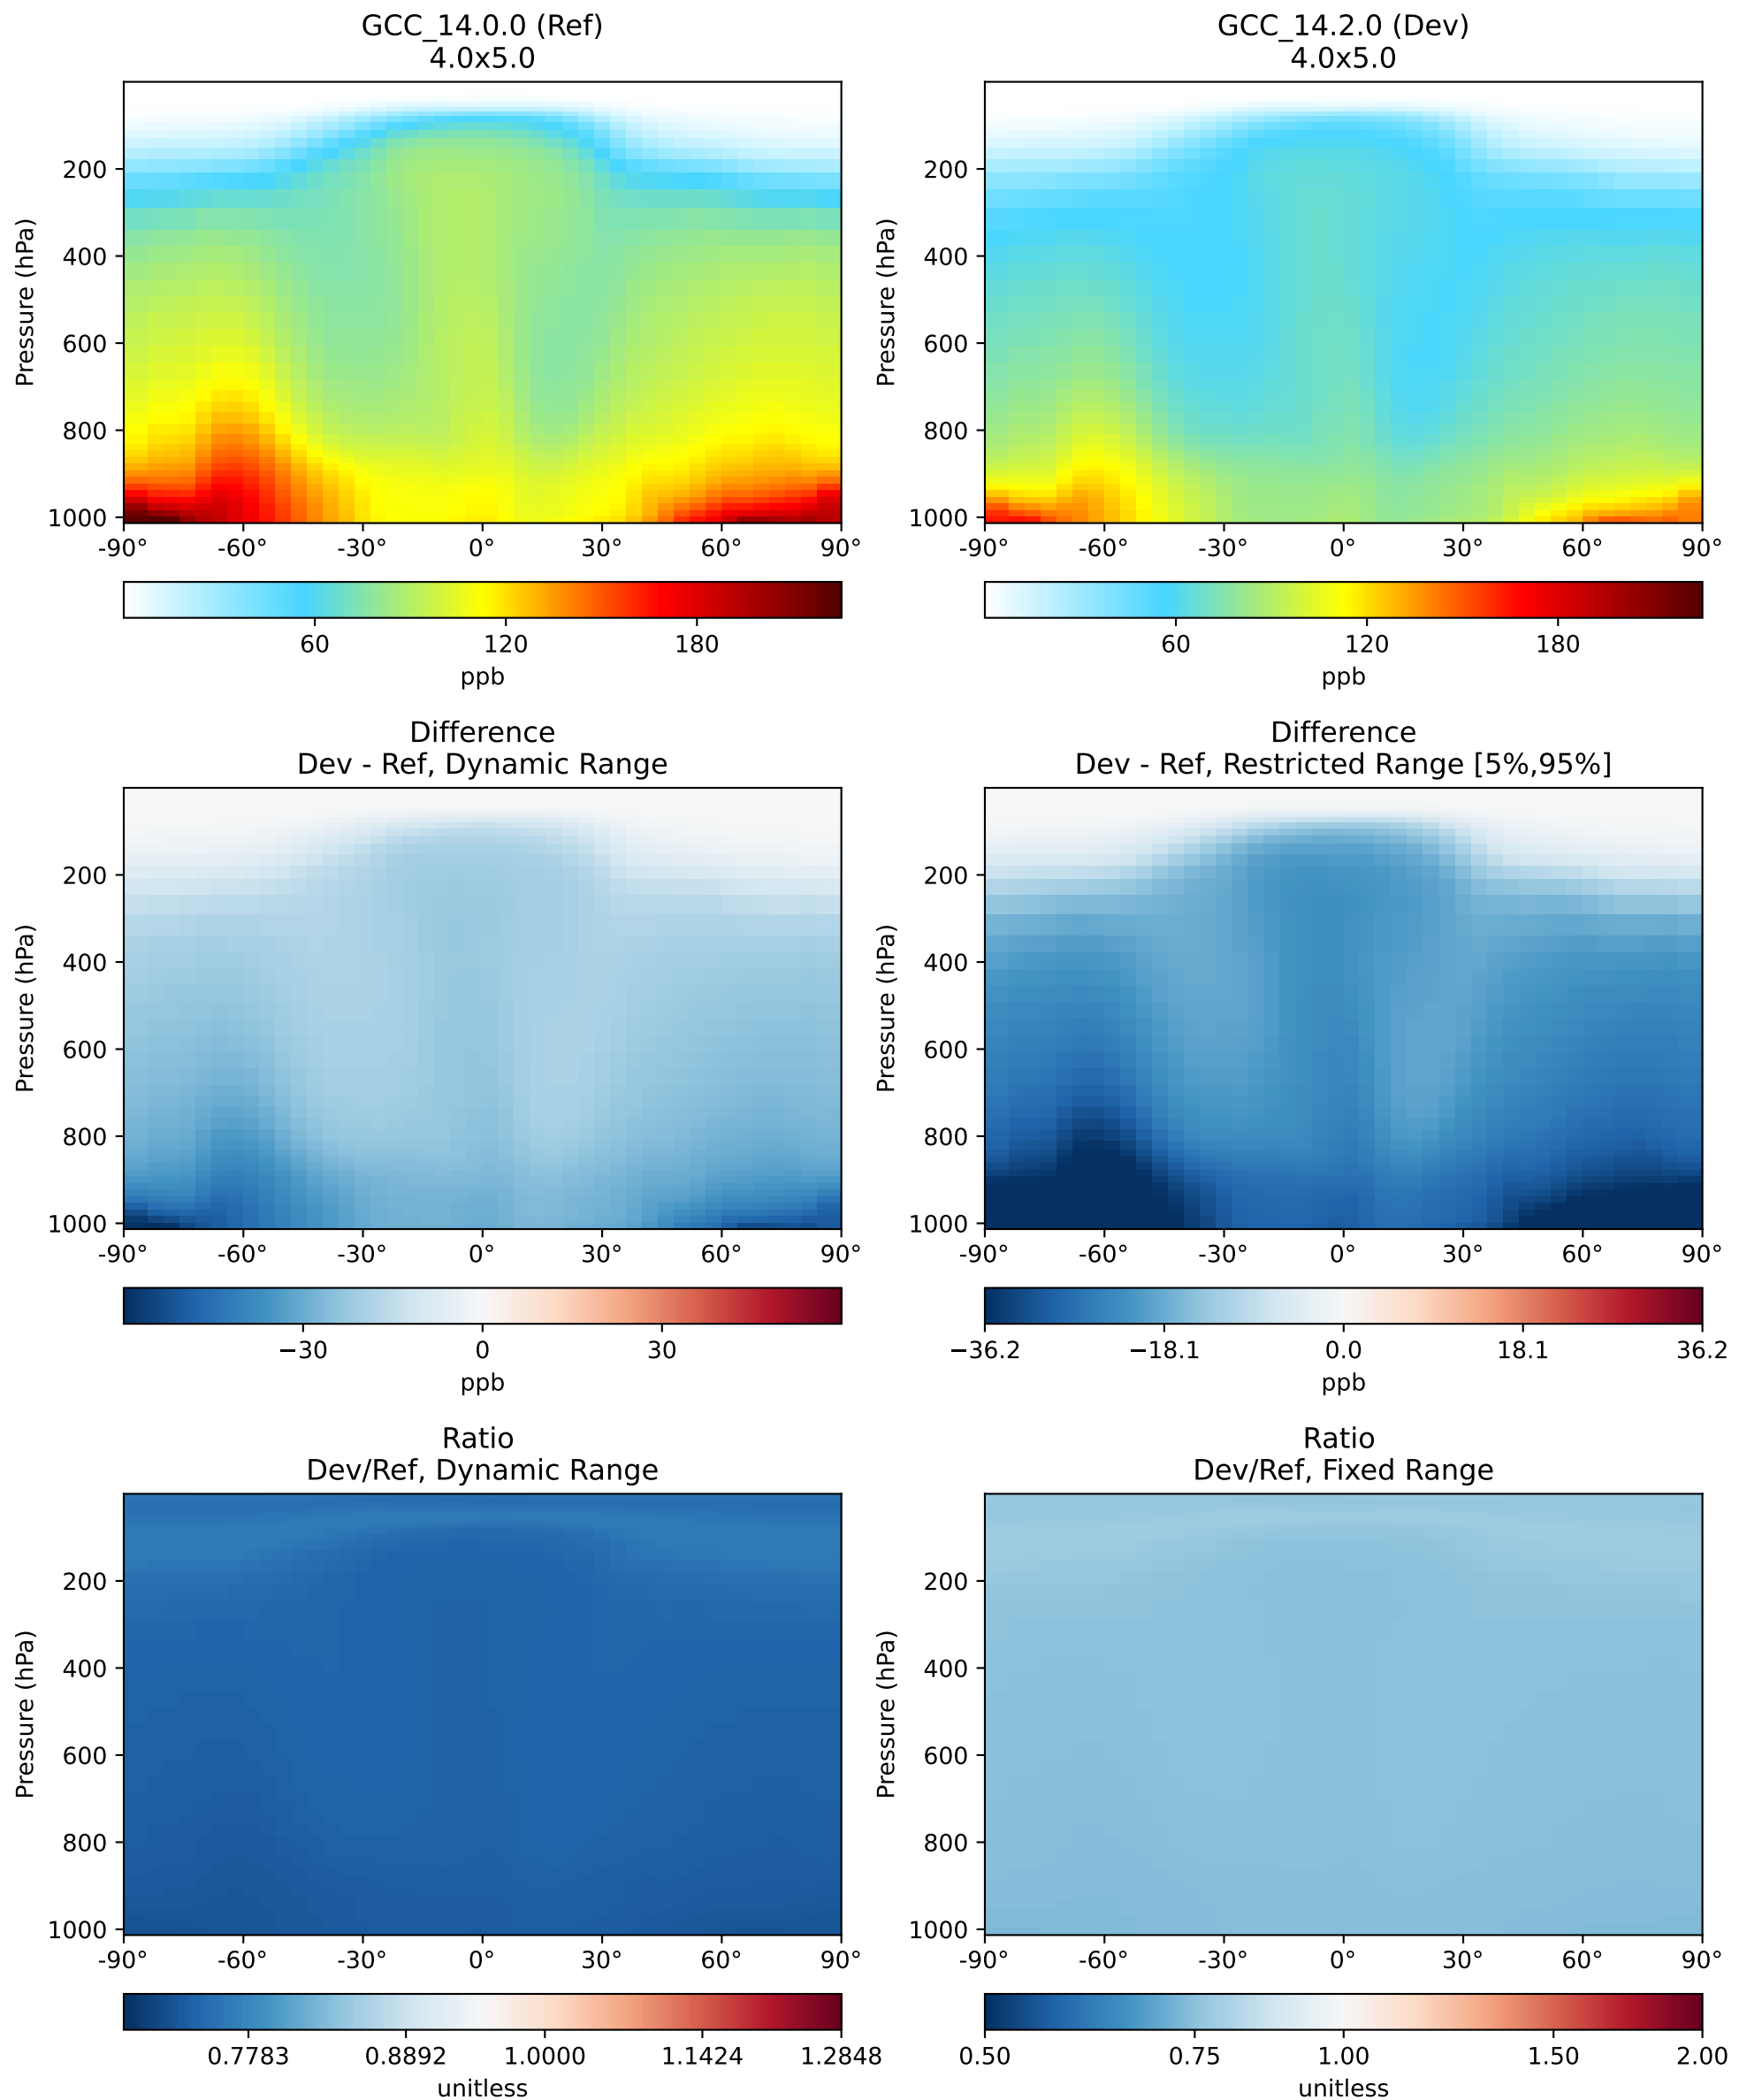 GCC_14.0.0 (Ref)
4.0x5.0
Pressure (hPa)
200
400
600
800
1000
-90° -60° -30° 0° 30° 60° 90°
60 120 180
ppb
GCC_14.2.0 (Dev)
4.0x5.0
Pressure (hPa)
200
400
600
800
1000
-90° -60° -30° 0° 30° 60° 90°
60 120 180
ppb
Difference
Dev - Ref, Dynamic Range
Pressure (hPa)
200
400
600
800
1000
-90° -60° -30° 0° 30° 60° 90°
−30 0 30
ppb
Difference
Dev - Ref, Restricted Range [5%,95%]
Pressure (hPa)
200
400
600
800
1000
-90° -60° -30° 0° 30° 60° 90°
−36.2 −18.1 0.0 18.1 36.2
ppb
Ratio
Dev/Ref, Dynamic Range
Pressure (hPa)
200
400
600
800
1000
-90° -60° -30° 0° 30° 60° 90°
0.7783 0.8892 1.0000 1.1424 1.2848
unitless
Ratio
Dev/Ref, Fixed Range
Pressure (hPa)
200
400
600
800
1000
-90° -60° -30° 0° 30° 60° 90°
0.50 0.75 1.00 1.50 2.00
unitless